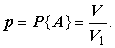 p = P{A} = V/V₁.